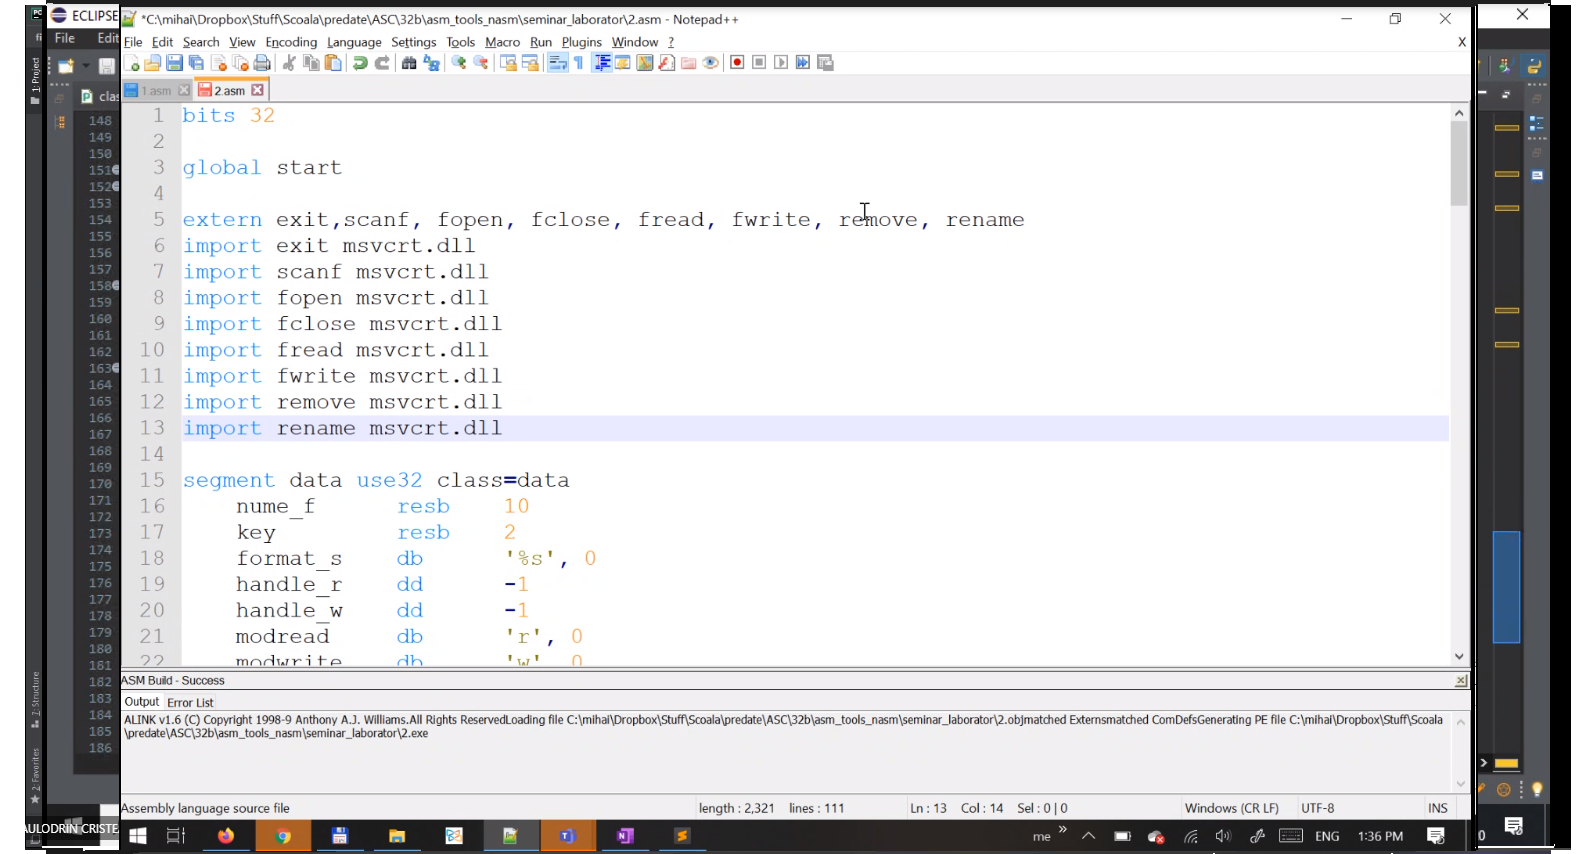 ECLIPSE
*C:\mihai\Dropbox\Stuff\Scoala\predate\ASC\32b\asm_tools_nasm\seminar_laborator\2.asm - Notepad++
File Edi
File Edit Search View Encoding Language Settings Tools Macro Run Plugins Window ? X
1: Project
1.asm 2.asm
clas
1 bits 32
2
3 global start
4
5 extern exit,scanf, fopen, fclose, fread, fwrite, remove, rename
6 import exit msvcrt.dll
7 import scanf msvcrt.dll
8 import fopen msvcrt.dll
9 import fclose msvcrt.dll
10 import fread msvcrt.dll
11 import fwrite msvcrt.dll
12 import remove msvcrt.dll
13 import rename msvcrt.dll
14
15 segment data use32 class=data
16 nume_f resb 10
17 key resb 2
18 format_s db '%s', 0
19 handle_r dd -1
20 handle_w dd -1
21 modread db 'r', 0
22 modwrite db 'w', 0
148
149
150
151
152
153
154
155
156
157
158
159
160
161
162
163
164
165
166
167
168
169
170
171
172
173
174
175
176
177
178
179
180
181
182
183
184
185
186
Z: Structure
2: Favorites
ASM Build - Success
Output Error List
ALINK v1.6 (C) Copyright 1998-9 Anthony A.J. Williams.All Rights ReservedLoading file C:\mihai\Dropbox\Stuff\Scoala\predate\ASC\32b\asm_tools_nasm\seminar_laborator\2.objmatched Externsmatched ComDefsGenerating PE file C:\mihai\Dropbox\Stuff\Scoala
\predate\ASC\32b\asm_tools_nasm\seminar_laborator\2.exe
Assembly language source file length : 2,321 lines : 111 Ln : 13 Col : 14 Sel : 0 | 0 Windows (CR LF) UTF-8 INS
AULODRIN CRISTE
me ENG 1:36 PM